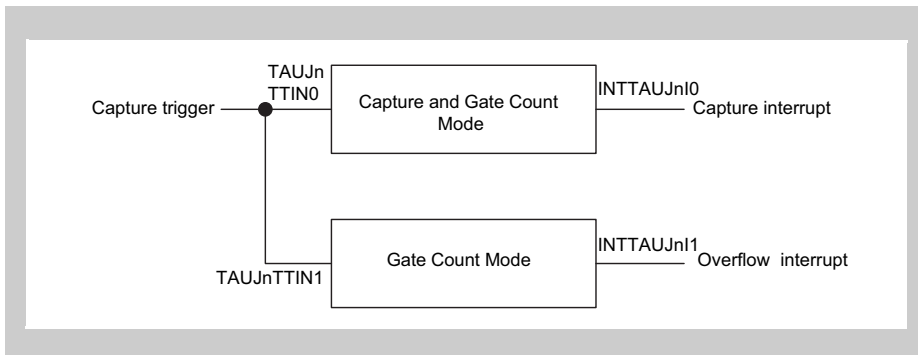 TAUJn
TTIN0
Capture trigger
Capture and Gate Count
Mode
INTTAUJnI0
Capture interrupt
TAUJnTTIN1
Gate Count Mode
INTTAUJnI1
Overflow interrupt